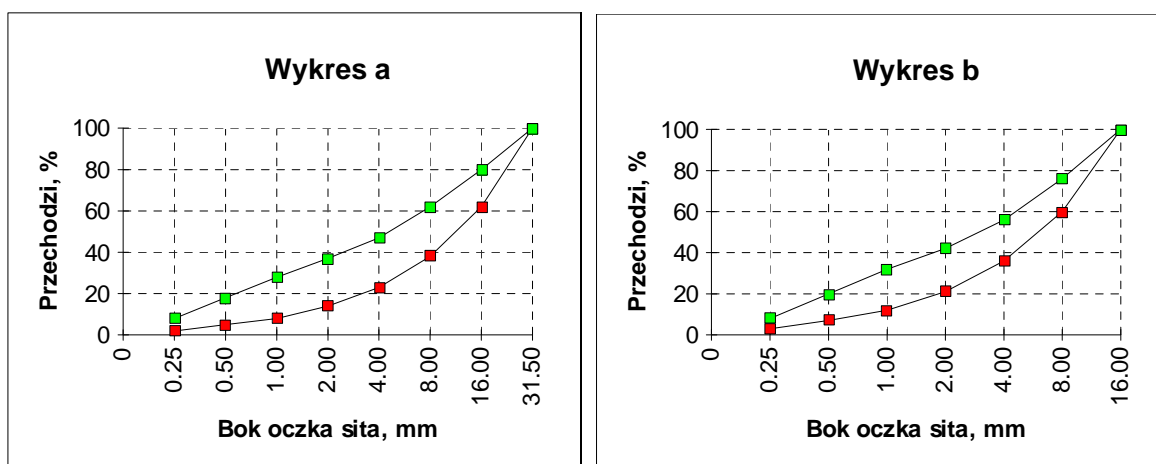 Wykres a
100
80
60
40
20
0
Przechodzi, %
0 0.25 0.50 1.00 2.00 4.00 8.00 16.00 31.50
Bok oczka sita, mm
Wykres b
100
80
60
40
20
0
Przechodzi, %
0 0.25 0.50 1.00 2.00 4.00 8.00 16.00
Bok oczka sita, mm